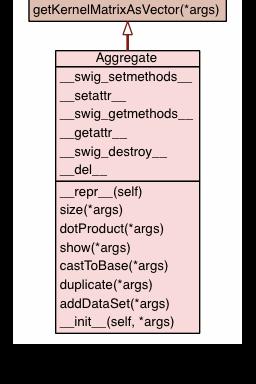 getKernelMatrixAsVector(*args)
Aggregate
__swig_setmethods__
__setattr__
__swig_getmethods__
__getattr__
__swig_destroy__
__del__
__repr__(self)
size(*args)
dotProduct(*args)
show(*args)
castToBase(*args)
duplicate(*args)
addDataSet(*args)
__init__(self, *args)